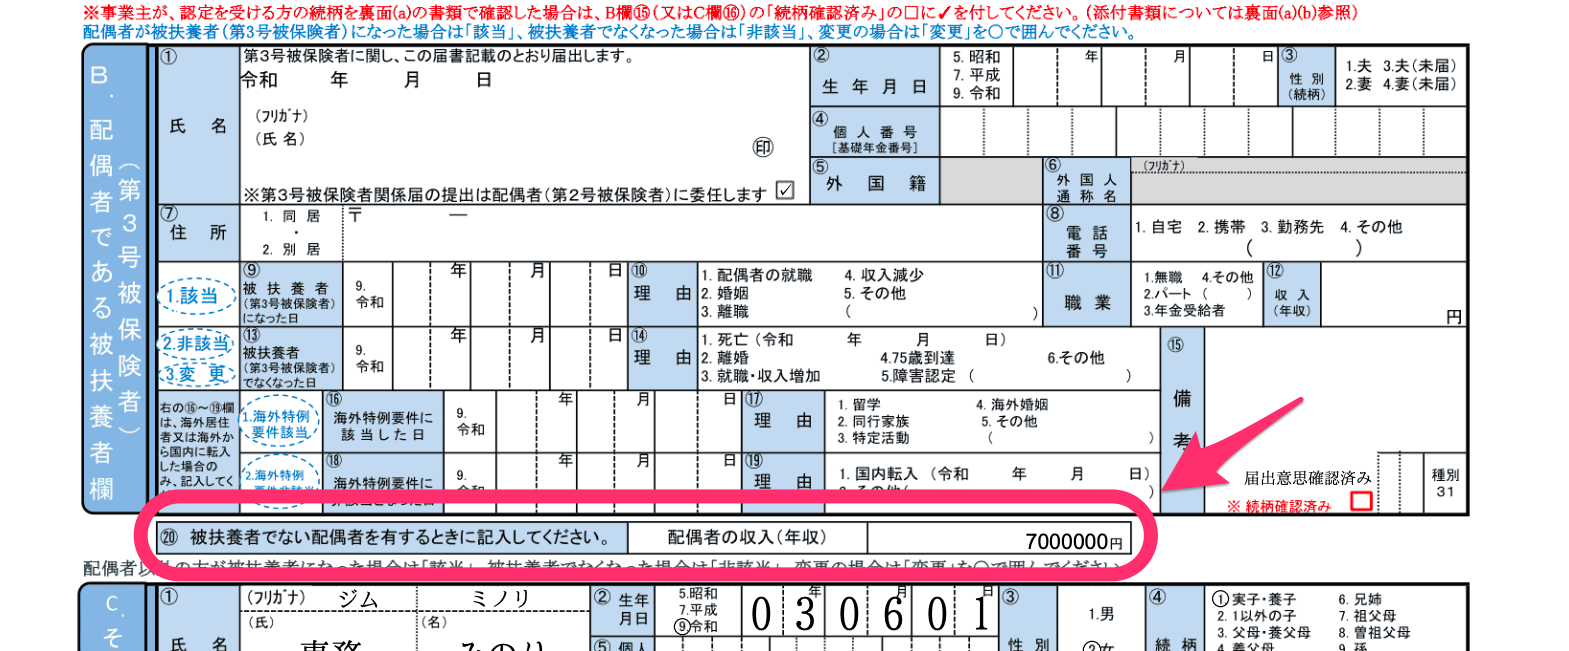 ※事業主が、認定を受ける方の続柄を裏面(a)の書類で確認した場合は、B欄⑮(又はC欄⑯)の「続柄確認済み」の□に✓を付してください。(添付書類については裏面(a)(b)参照)
配偶者が被扶養者(第3号被保険者)になった場合は「該当」、被扶養者でなくなった場合は「非該当」、変更の場合は「変更」を○で囲んでください。
B.配偶者である被扶養者欄
(第3号被保険者)
① 氏 名
第3号被保険者に関し、この届書記載のとおり届出します。
令和 年 月 日
(フリガナ)
(氏 名)
㊞
※第3号被保険者関係届の提出は配偶者(第2号被保険者)に委任します ☑
② 生 年 月 日
5. 昭和
7. 平成
9. 令和
年 月 日
③ 性 別
(続柄)
1.夫 3.夫(未届)
2.妻 4.妻(未届)
④ 個 人 番 号
[基礎年金番号]
⑤ 外 国 籍
⑥ 外 国 人
通 称 名
(フリガナ)
⑦ 住 所
1. 同 居
・
2. 別 居
〒 ―
⑧ 電 話
番 号
1. 自宅 2. 携帯 3. 勤務先 4. その他
( )
1.該当
2.非該当
3.変 更
⑨ 被 扶 養 者
(第3号被保険者)
になった日
9.
令和
年 月 日
⑩ 理 由
1. 配偶者の就職 4. 収入減少
2. 婚姻 5. その他
3. 離職 ( )
⑪ 職 業
1.無職 4.その他
2.パート ( )
3.年金受給者
⑫ 収 入
(年収)
円
⑬ 被扶養者
(第3号被保険者)
でなくなった日
9.
令和
年 月 日
⑭ 理 由
1. 死亡 (令和 年 月 日)
2. 離婚 4.75歳到達 6.その他
3. 就職・収入増加 5.障害認定 ( )
⑮ 備 考
右の⑯~⑲欄
は、海外居住
者又は海外か
ら国内に転入
した場合の
み、記入してく
1.海外特例
要件該当
⑯ 海外特例要件に
該 当 し た 日
9.
令和
年 月 日
⑰ 理 由
1. 留学 4. 海外婚姻
2. 同行家族 5. その他
3. 特定活動 ( )
2.海外特例
⑱ 海外特例要件に
9.
令和
年 月 日
⑲ 理 由
1. 国内転入 (令和 年 月 日)
届出意思確認済み
※ 続柄確認済み □
種別
31
⑳ 被扶養者でない配偶者を有するときに記入してください。 配偶者の収入(年収) 7000000円
配偶者以外の方が被扶養者になった場合は「該当」、被扶養者でなくなった場合は「非該当」、変更の場合は「変更」を○で囲んでください。
C.そ
① 氏 名
(フリガナ) ジム ミノリ
(氏) 事務
(名) みのり
② 生年
月日
5.昭和
7.平成
⑨令和
年 月 日
030601
③ 性 別
1.男
②女
④ 続 柄
①実子・養子 6. 兄姉
2. 1以外の子 7. 祖父母
3. 父母・養父母 8. 曽祖父母
4. 義父母 9. 孫
⑤ 個人